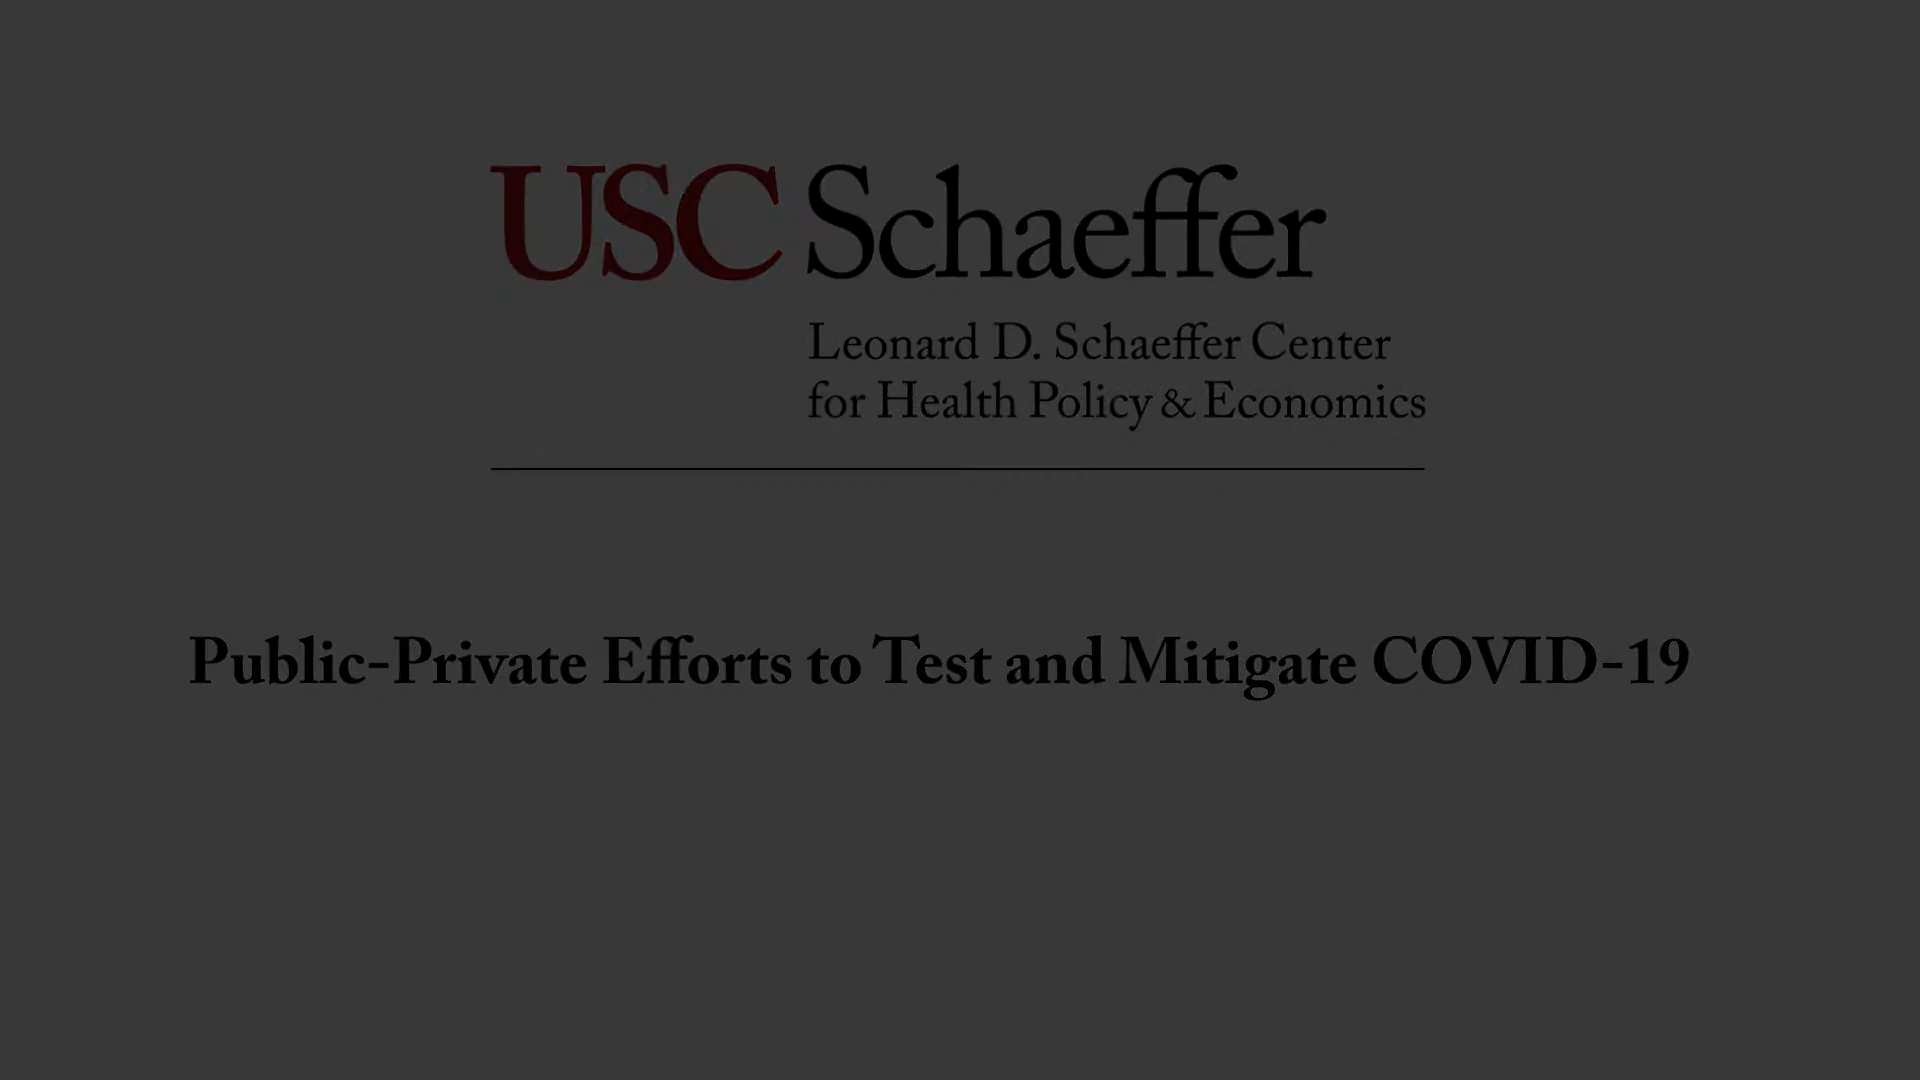 USC Schaeffer
Leonard D. Schaeffer Center
for Health Policy & Economics
Public-Private Efforts to Test and Mitigate COVID-19